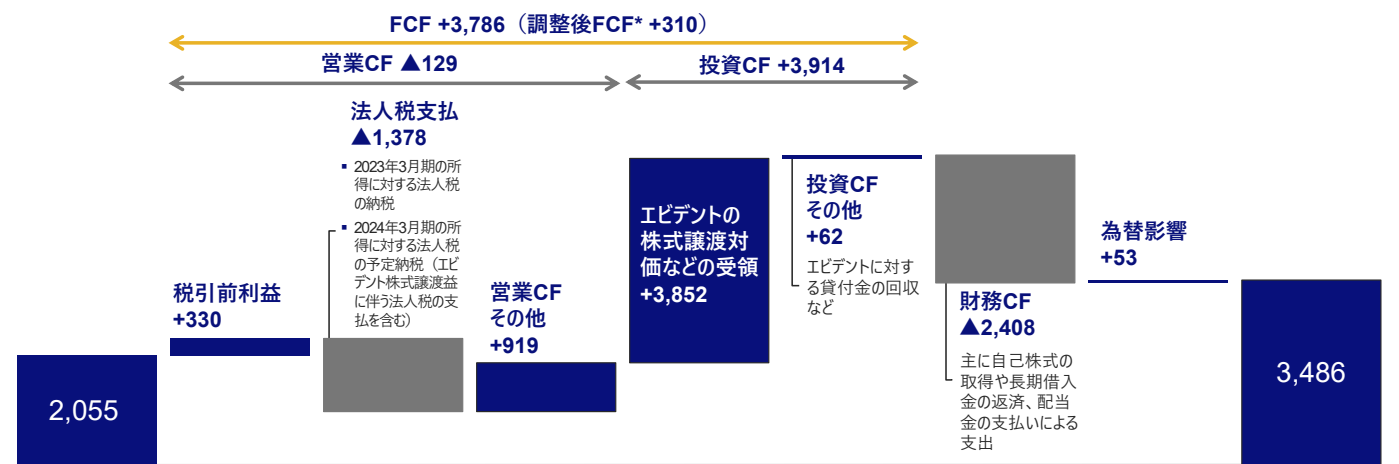 FCF +3,786（調整後FCF* +310）
営業CF ▲129
投資CF +3,914
2,055
税引前利益
+330
法人税支払
▲1,378
▪ 2023年3月期の所
得に対する法人税
の納税
▪ 2024年3月期の所
得に対する法人税
の予定納税（エビ
デント株式譲渡益
に伴う法人税の支
払を含む）
営業CF
その他
+919
エビデントの
株式譲渡対
価などの受領
+3,852
投資CF
その他
+62
エビデントに対す
る貸付金の回収
など
財務CF
▲2,408
主に自己株式の
取得や長期借入
金の返済、配当
金の支払いによる
支出
為替影響
+53
3,486